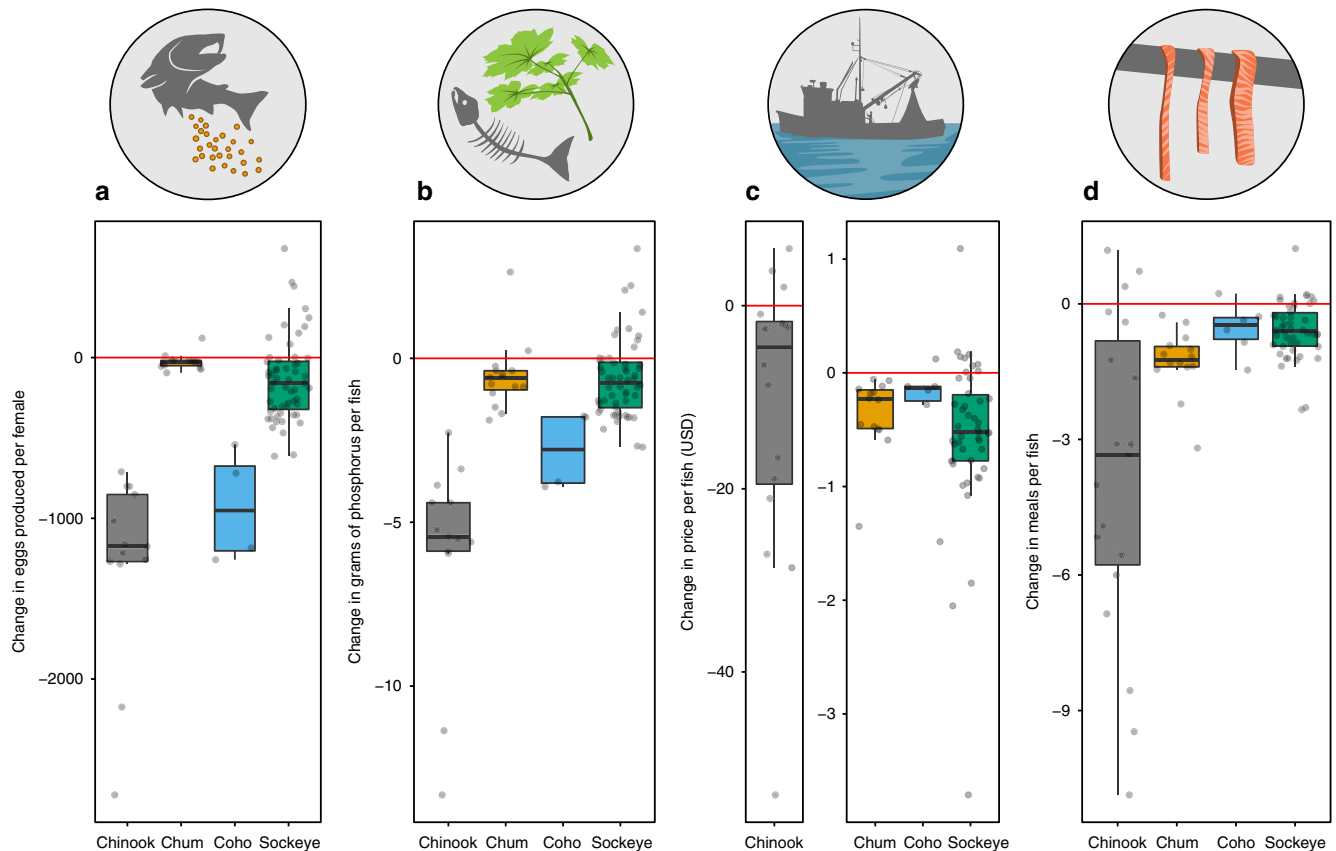 a
b
c
d
Change in eggs produced per female
0
−1000
−2000
Chinook Chum Coho Sockeye
Change in grams of phosphorus per fish
0
−5
−10
Chinook Chum Coho Sockeye
Change in price per fish (USD)
0
−20
−40
Chinook
1
0
−1
−2
−3
Chum Coho Sockeye
Change in meals per fish
0
−3
−6
−9
Chinook Chum Coho Sockeye